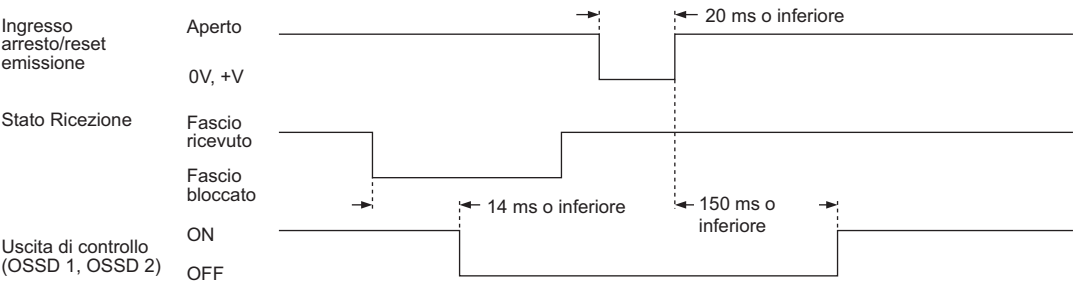 20 ms o inferiore
Ingresso
arresto/reset
emissione
Aperto
0V, +V
Stato Ricezione
Fascio
ricevuto
Fascio
bloccato
14 ms o inferiore
150 ms o
inferiore
Uscita di controllo
(OSSD 1, OSSD 2)
ON
OFF